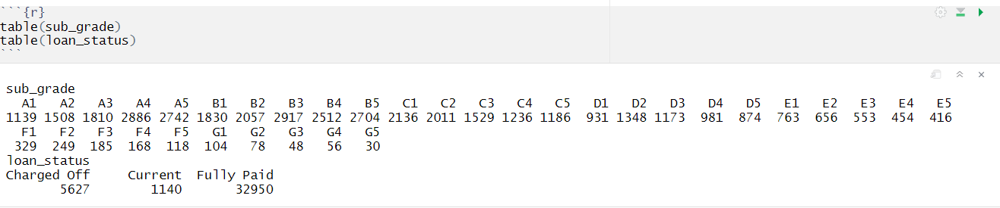 ```{r}
table(sub_grade)
table(loan_status)
```
sub_grade
A1 A2 A3 A4 A5 B1 B2 B3 B4 B5 C1 C2 C3 C4 C5 D1 D2 D3 D4 D5 E1 E2 E3 E4 E5
1139 1508 1810 2886 2742 1830 2057 2917 2512 2704 2136 2011 1529 1236 1186 931 1348 1173 981 874 763 656 553 454 416
F1 F2 F3 F4 F5 G1 G2 G3 G4 G5
329 249 185 168 118 104 78 48 56 30
loan_status
Charged Off Current Fully Paid
5627 1140 32950